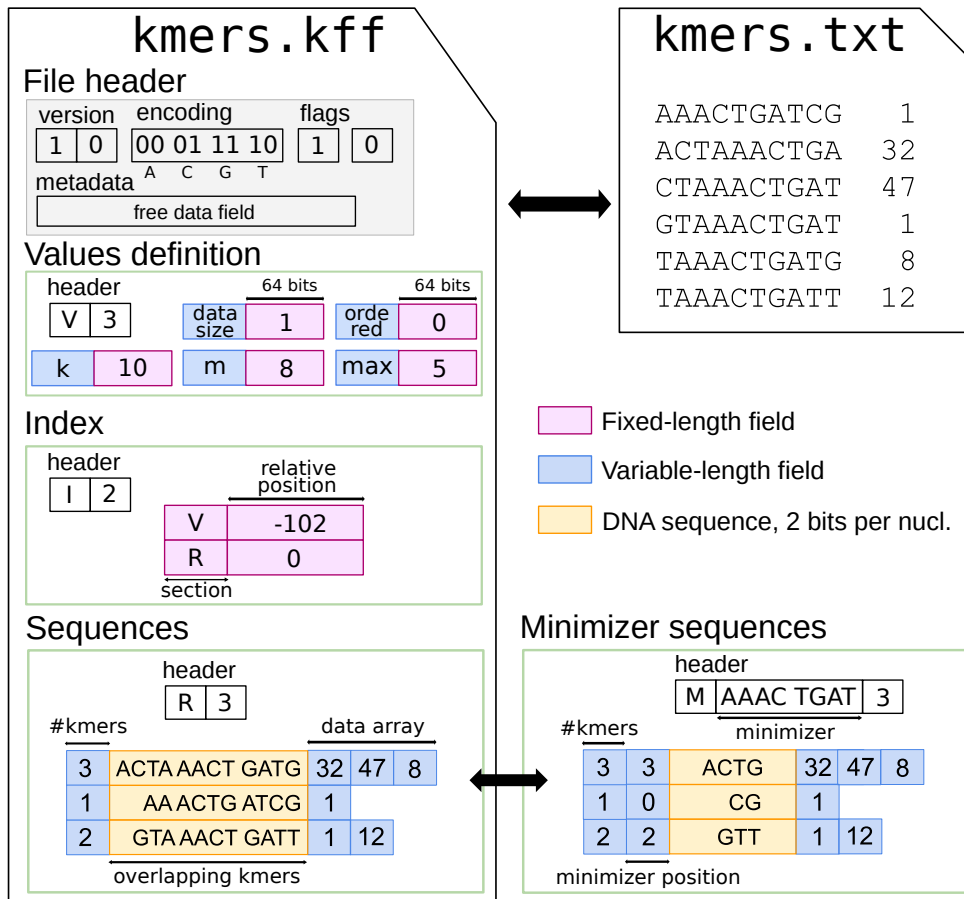 kmers.kff
File header
version encoding flags
1 0 00 01 11 10 1 0
A C G T
metadata
free data field
Values definition
header 64 bits 64 bits
V 3 data size 1 orde red 0
k 10 m 8 max 5
Index
header
I 2
relative position
V -102
R 0
section
Sequences
header
R 3
#kmers data array
3 ACTA AACT GATG 32 47 8
1 AA ACTG ATCG 1
2 GTA AACT GATT 1 12
overlapping kmers
kmers.txt
AAACTGATCG 1
ACTAAACTGA 32
CTAAACTGAT 47
GTAAACTGAT 1
TAAACTGATG 8
TAAACTGATT 12
Fixed-length field
Variable-length field
DNA sequence, 2 bits per nucl.
Minimizer sequences
header
M AAAC TGAT 3
#kmers minimizer
3 3 ACTG 32 47 8
1 0 CG 1
2 2 GTT 1 12
minimizer position